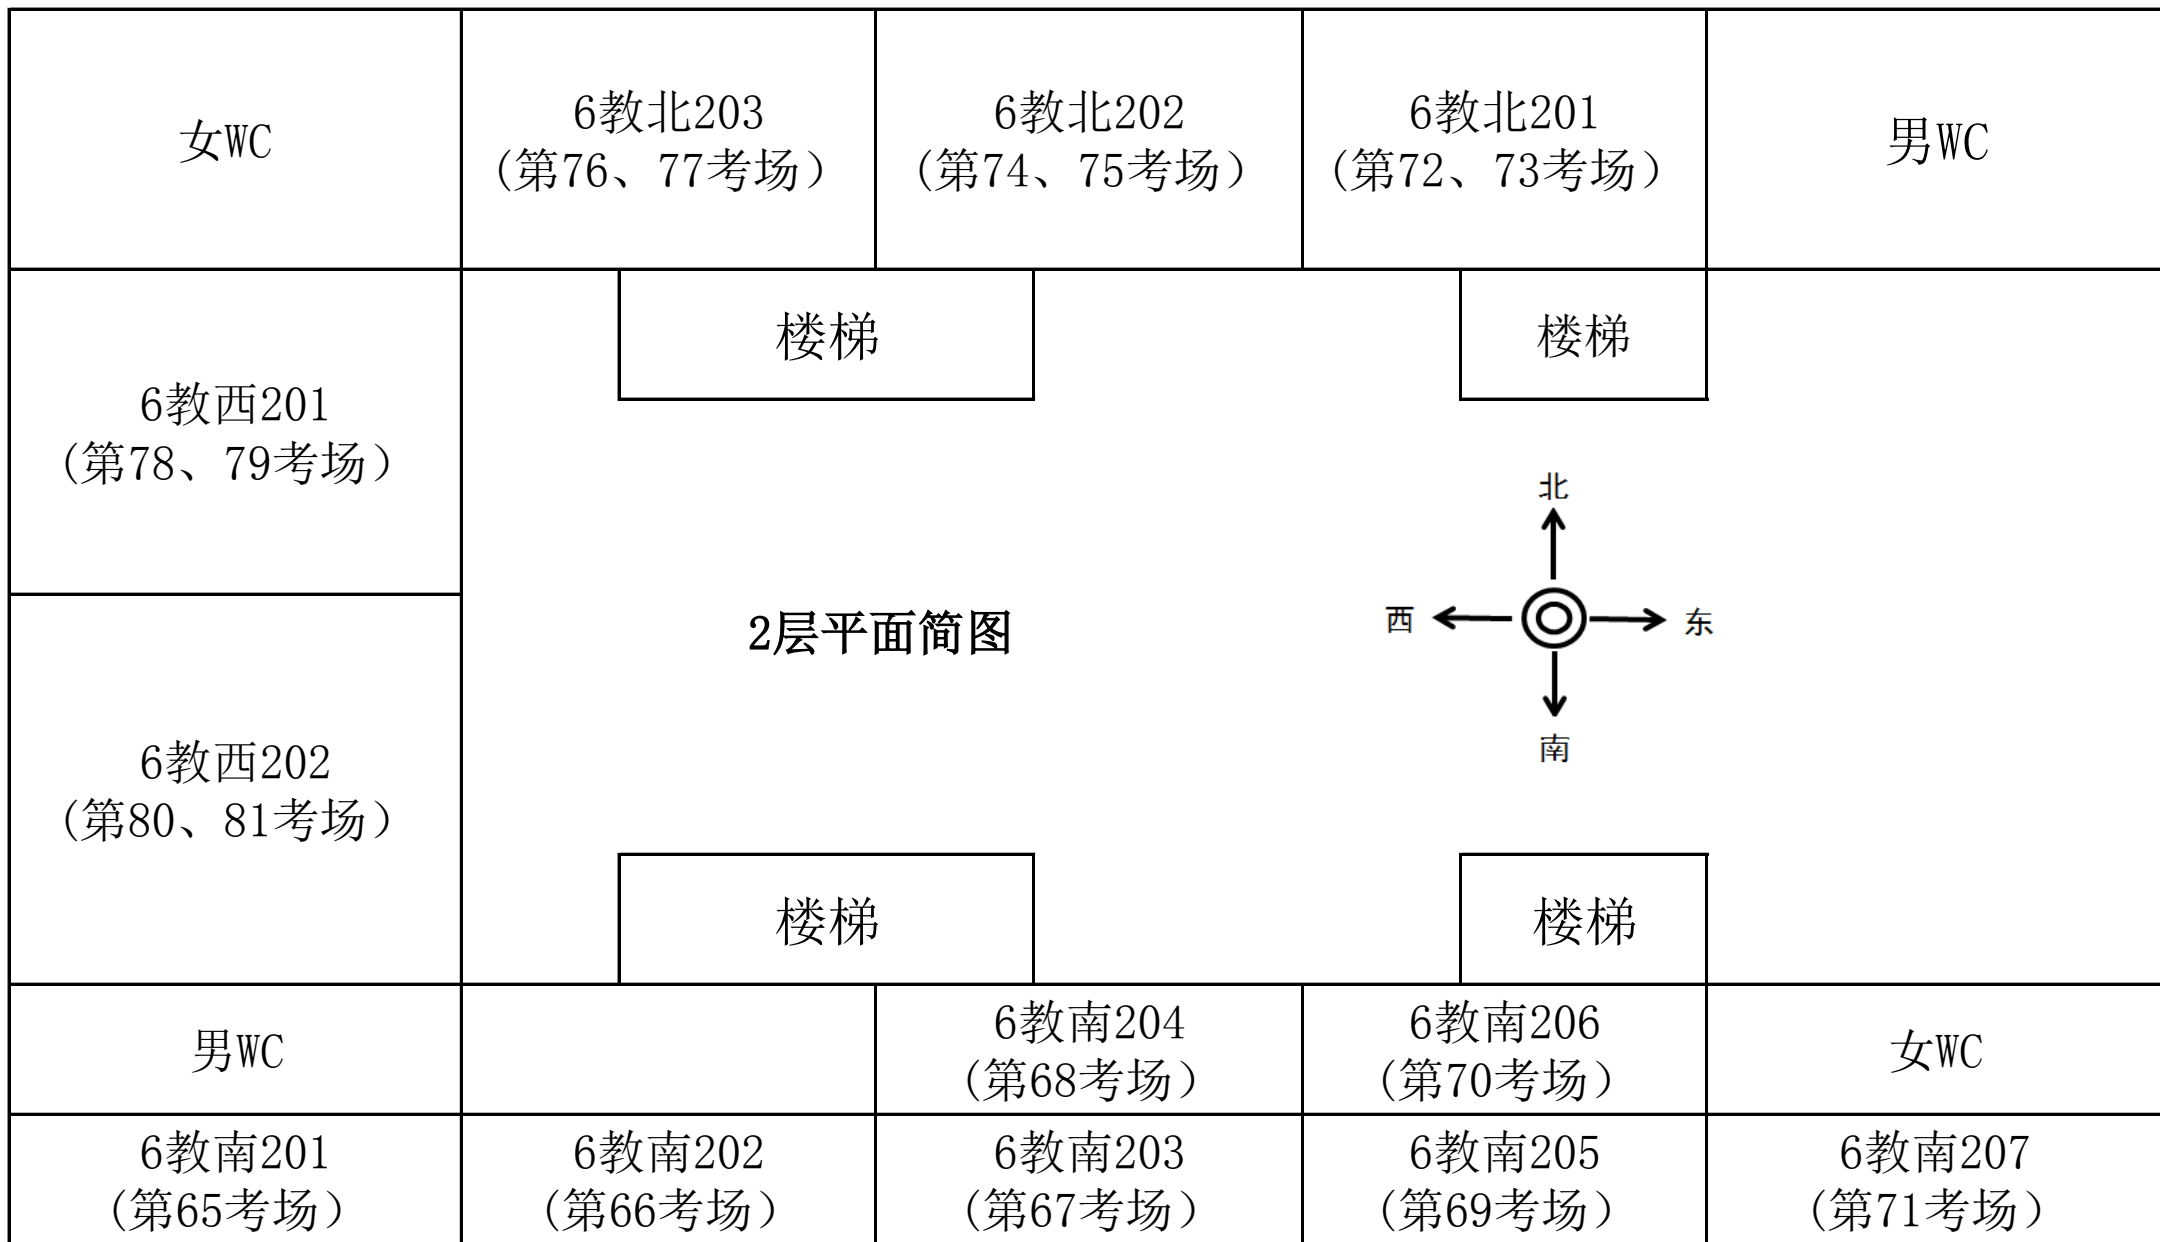 女WC
6教北203
(第76、77考场）
6教北202
(第74、75考场）
6教北201
(第72、73考场）
男WC
楼梯
楼梯
6教西201
(第78、79考场）
北
西
东
南
2层平面简图
6教西202
(第80、81考场）
楼梯
楼梯
男WC
6教南204
(第68考场）
6教南206
(第70考场）
女WC
6教南201
(第65考场）
6教南202
(第66考场）
6教南203
(第67考场）
6教南205
(第69考场）
6教南207
(第71考场）